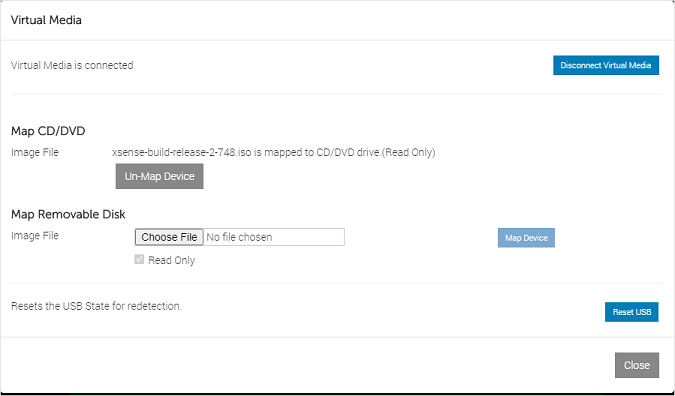 Virtual Media
Virtual Media is connected
Disconnect Virtual Media
Map CD/DVD
Image File
xsense-build-release-2-748.iso is mapped to CD/DVD drive.(Read Only)
Un-Map Device
Map Removable Disk
Image File
Choose File No file chosen
Map Device
Read Only
Resets the USB State for redetection.
Reset USB
Close